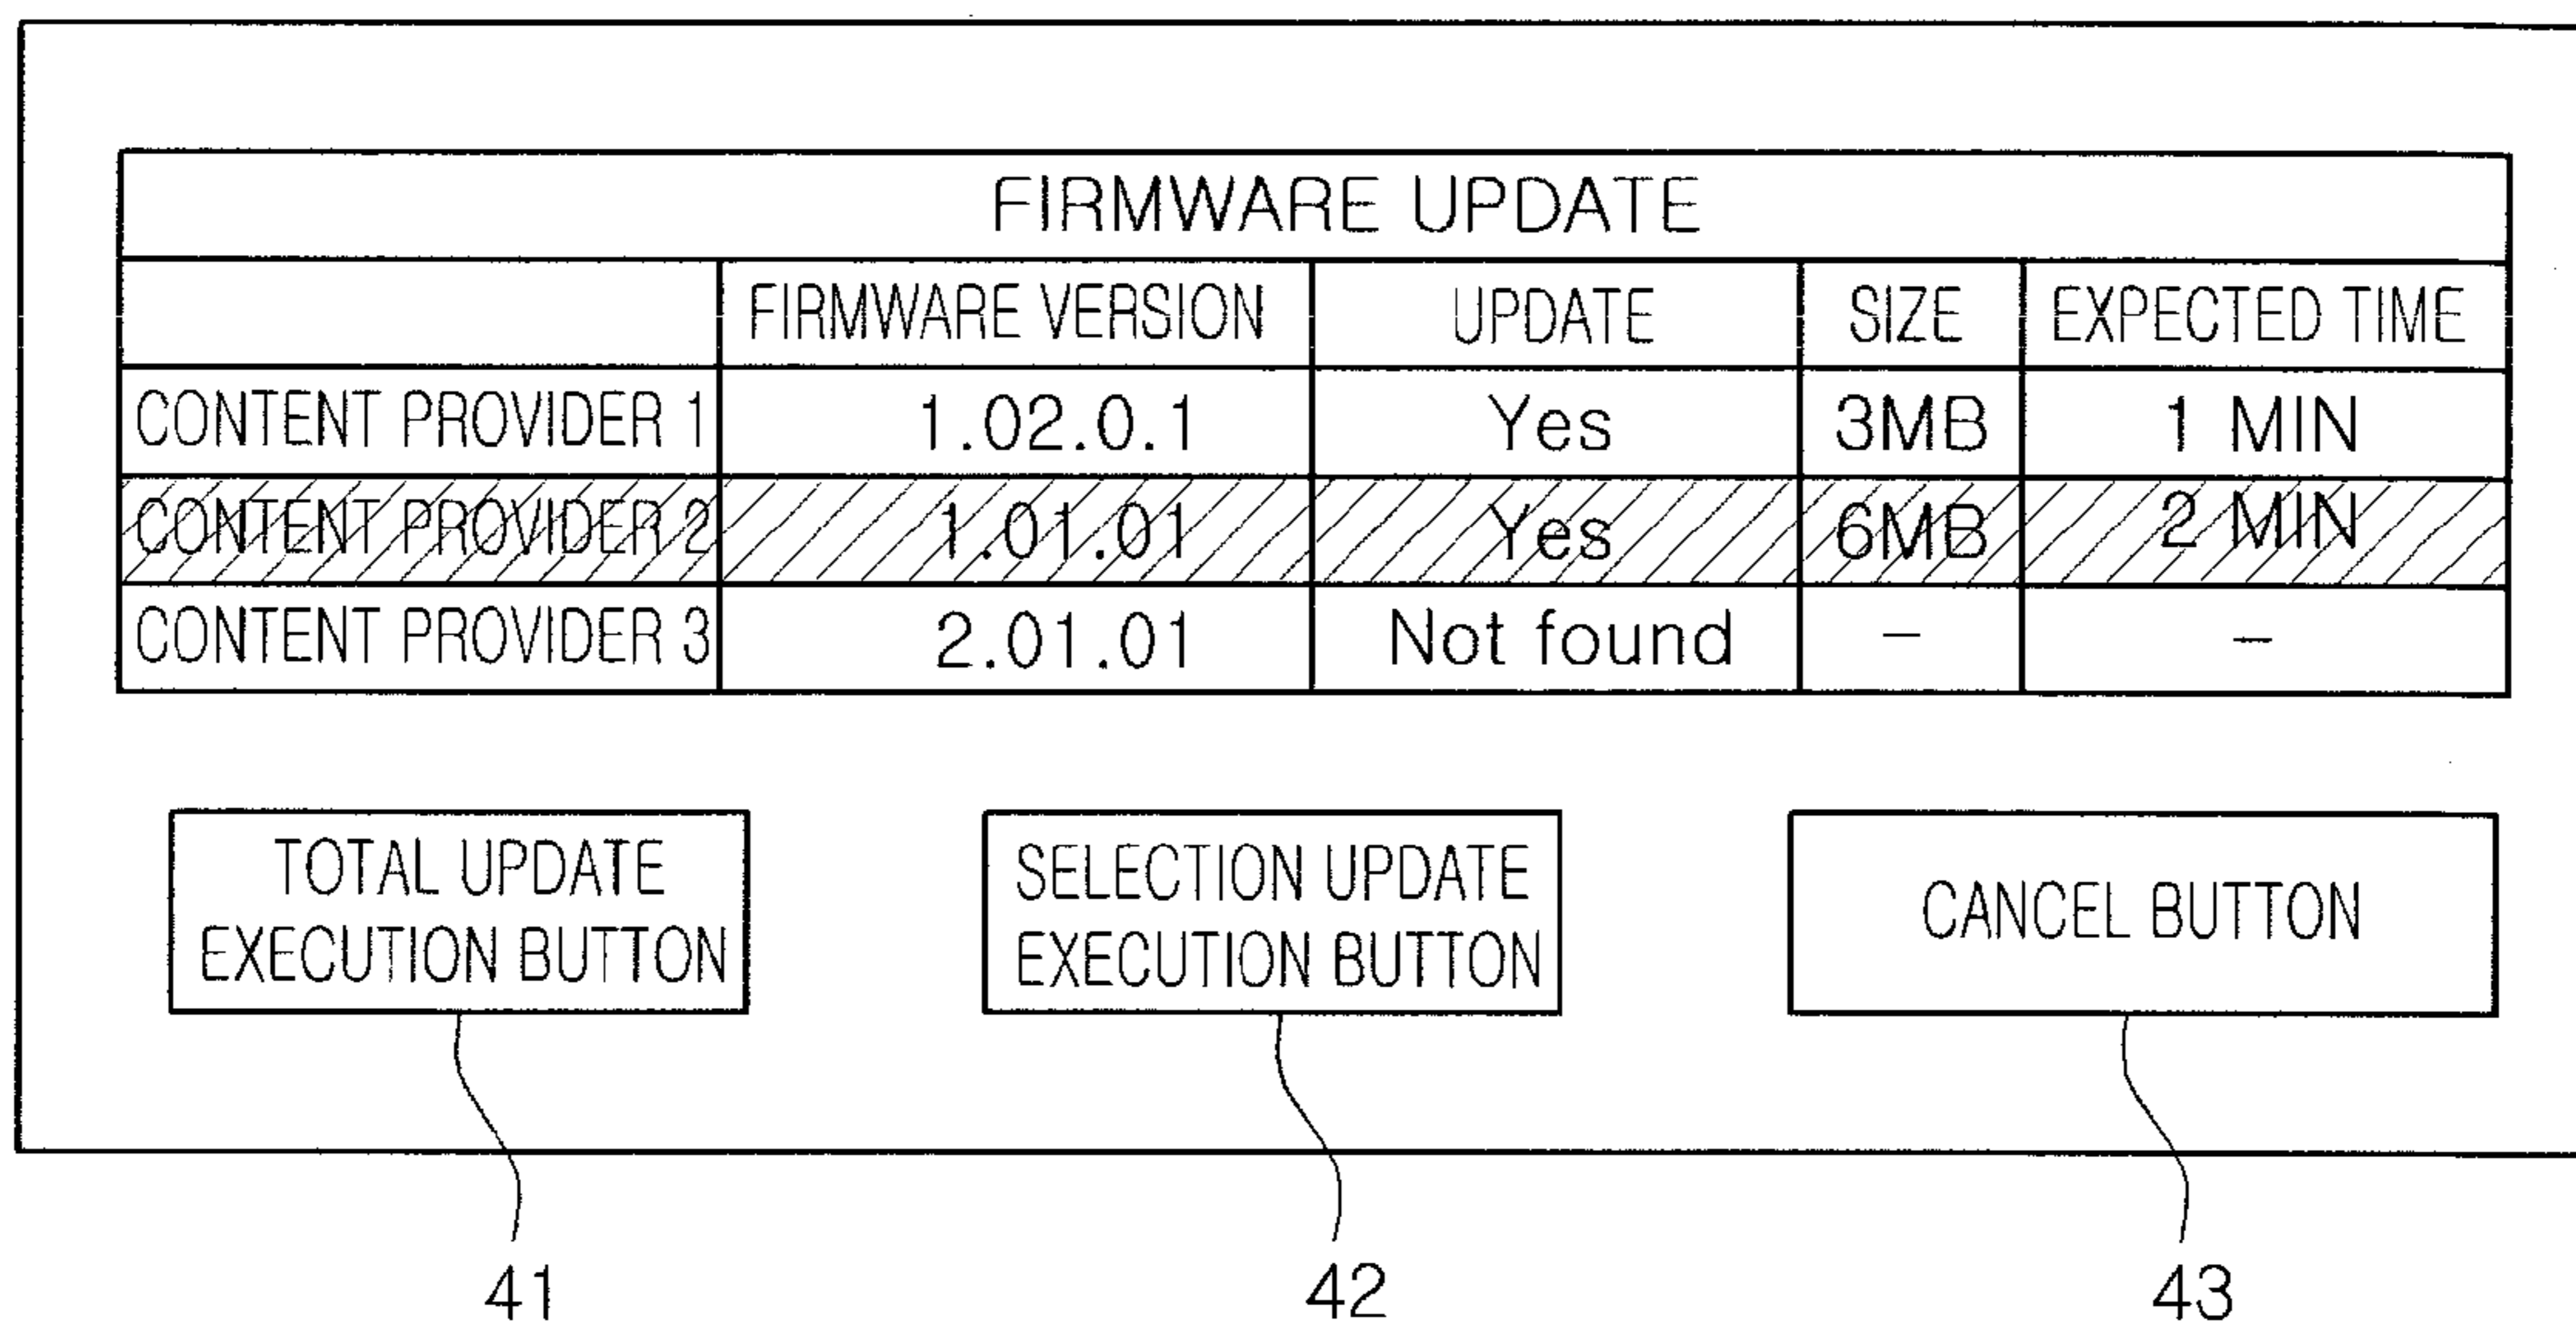 FIRMWARE UPDATE
FIRMWARE VERSION UPDATE SIZE EXPECTED TIME
CONTENT PROVIDER 1 1.02.0.1 Yes 3MB 1 MIN
CONTENT PROVIDER 2 1.01.01 Yes 6MB 2 MIN
CONTENT PROVIDER 3 2.01.01 Not found – –
TOTAL UPDATE
EXECUTION BUTTON
SELECTION UPDATE
EXECUTION BUTTON
CANCEL BUTTON
41 42 43